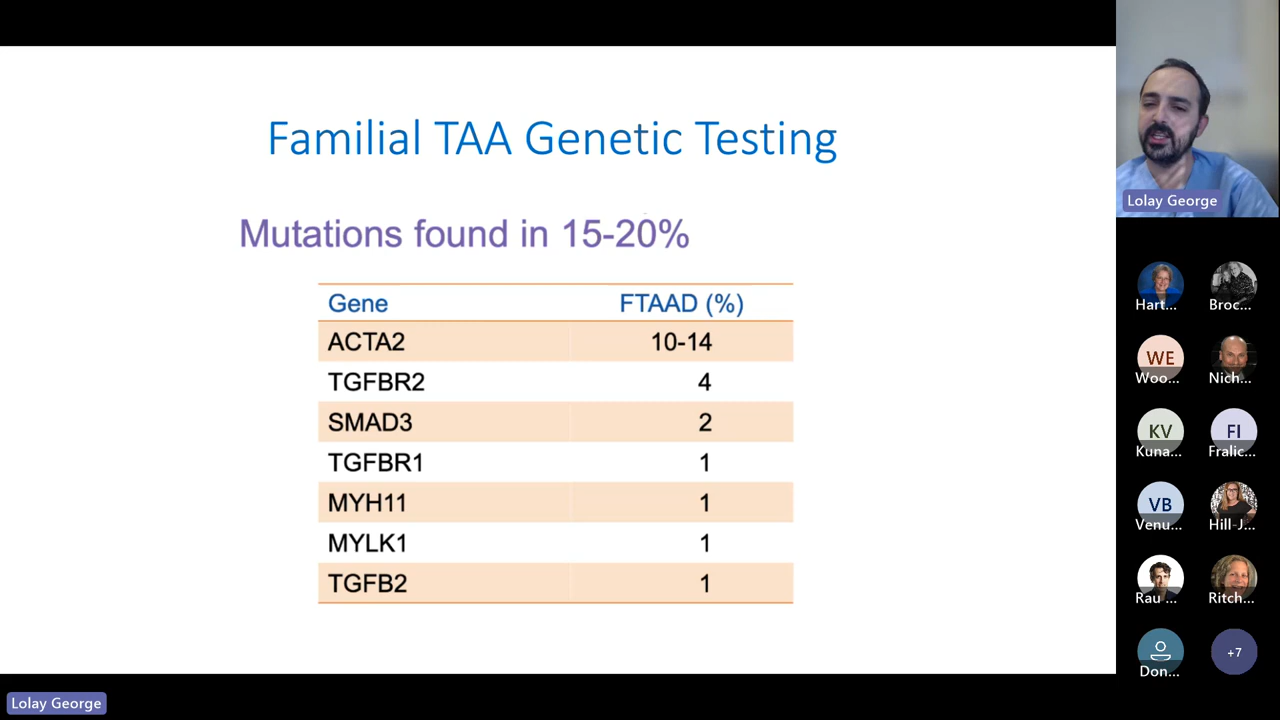 Familial TAA Genetic Testing
Mutations found in 15-20%
Gene FTAAD (%)
ACTA2 10-14
TGFBR2 4
SMAD3 2
TGFBR1 1
MYH11 1
MYLK1 1
TGFB2 1
Lolay George
Hart... Broc...
WE
Woo... Nich...
KV FI
Kuna... Fralic...
VB
Venu... Hill-J...
Rau ... Ritch...
+7
Don...
Lolay George